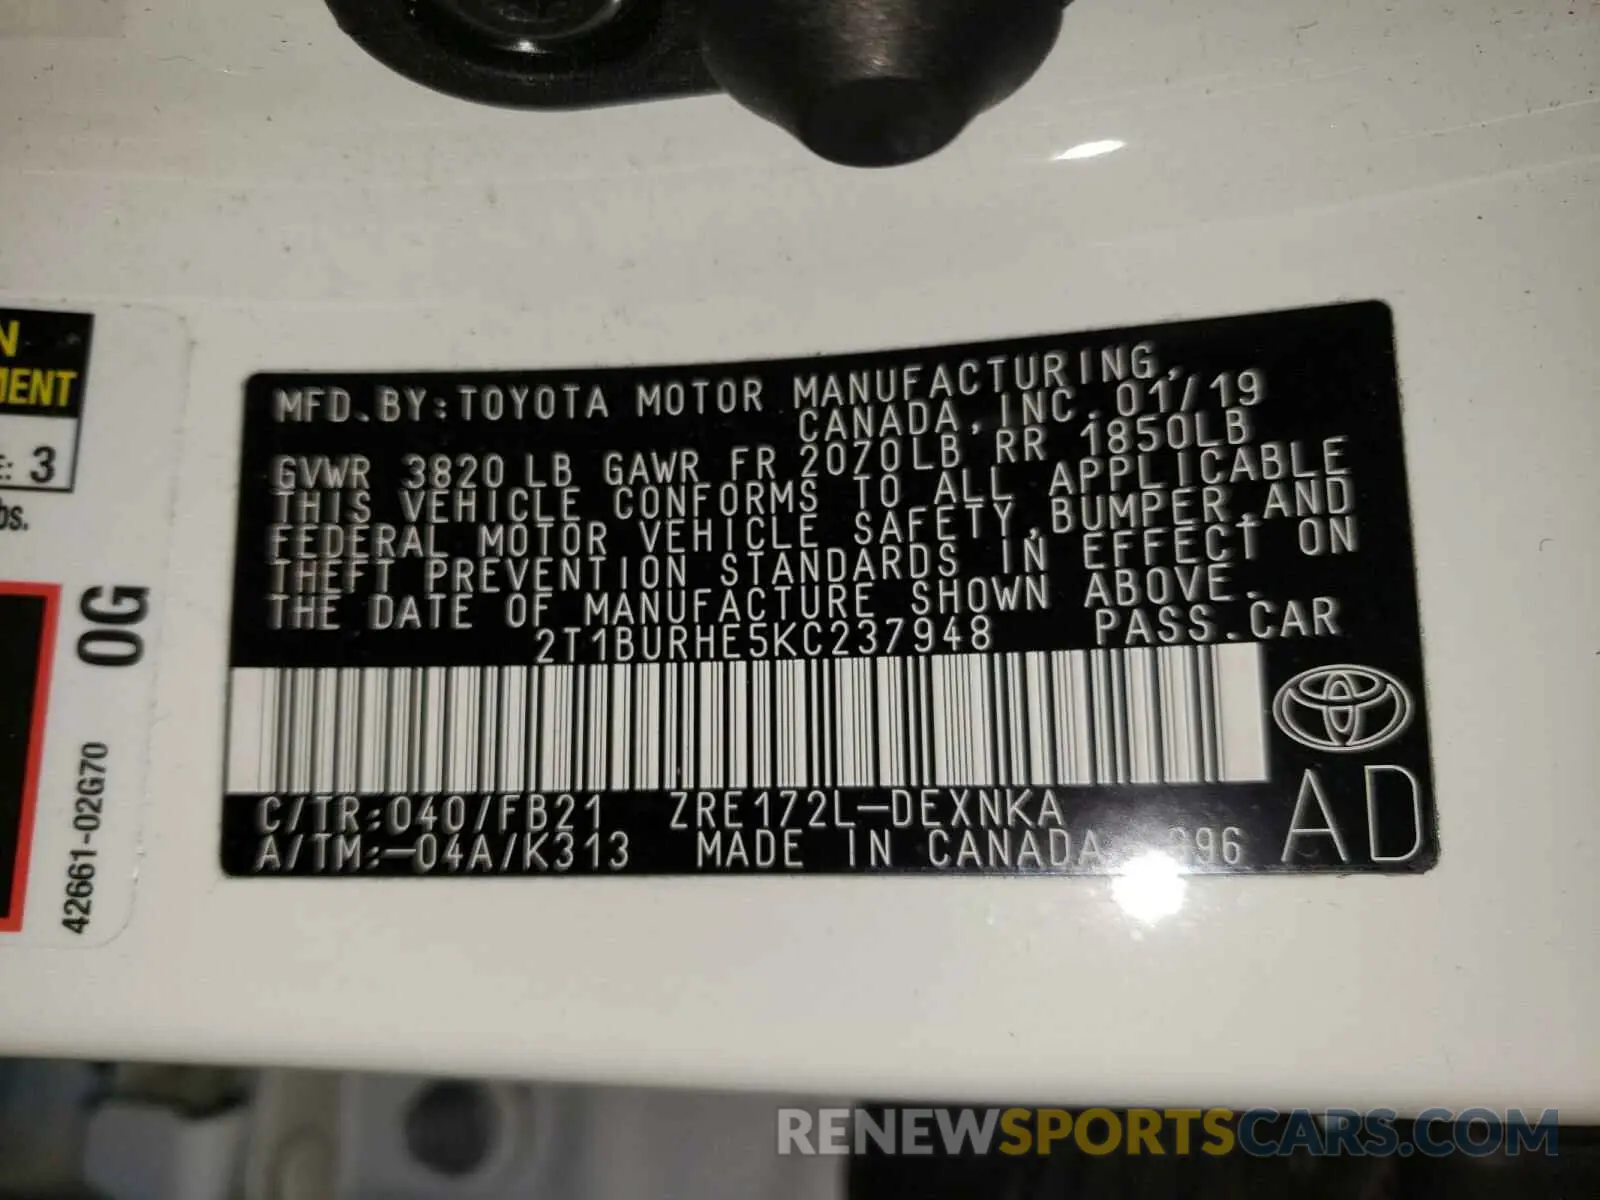 MENT
3
0G
42661-02G70
MFD.BY:TOYOTA MOTOR MANUFACTURING,
CANADA,INC.01/19
GVWR 3820 LB GAWR FR 2070LB RR 1850LB
THIS VEHICLE CONFORMS TO ALL APPLICABLE
FEDERAL MOTOR VEHICLE SAFETY,BUMPER,AND
THEFT PREVENTION STANDARDS IN EFFECT ON
THE DATE OF MANUFACTURE SHOWN ABOVE.
2T1BURHE5KC237948 PASS.CAR
C/TR:040/FB21 ZRE172L-DEXNKA
A/TM:-04A/K313 MADE IN CANADA
AD
RENEWSPORTSCARS.COM